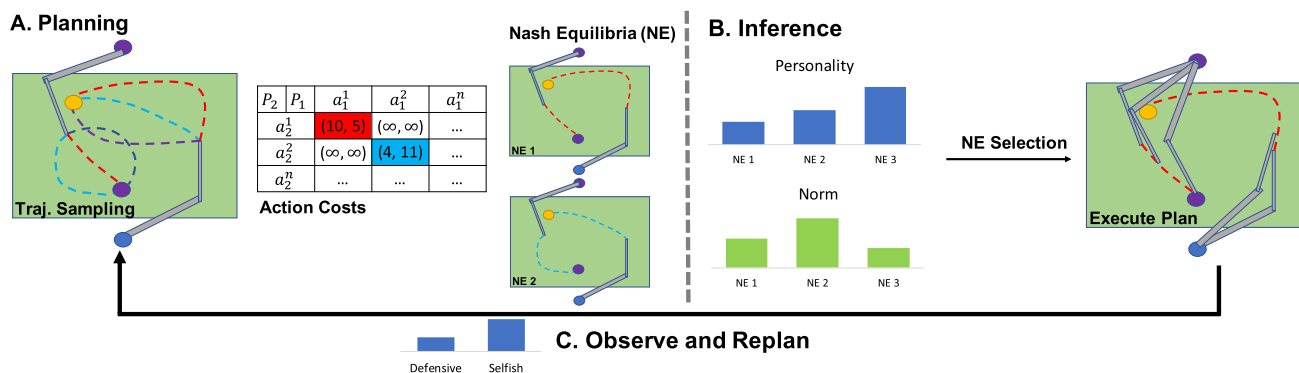 A. Planning
Traj. Sampling
P₂ P₁ a₁¹ a₁² a₁ⁿ
a₂¹ (10, 5) (∞, ∞) ...
a₂² (∞, ∞) (4, 11) ...
a₂ⁿ ... ... ...
Action Costs
Nash Equilibria (NE)
NE 1
NE 2
B. Inference
Personality
NE 1 NE 2 NE 3
Norm
NE 1 NE 2 NE 3
NE Selection
Execute Plan
C. Observe and Replan
Defensive Selfish